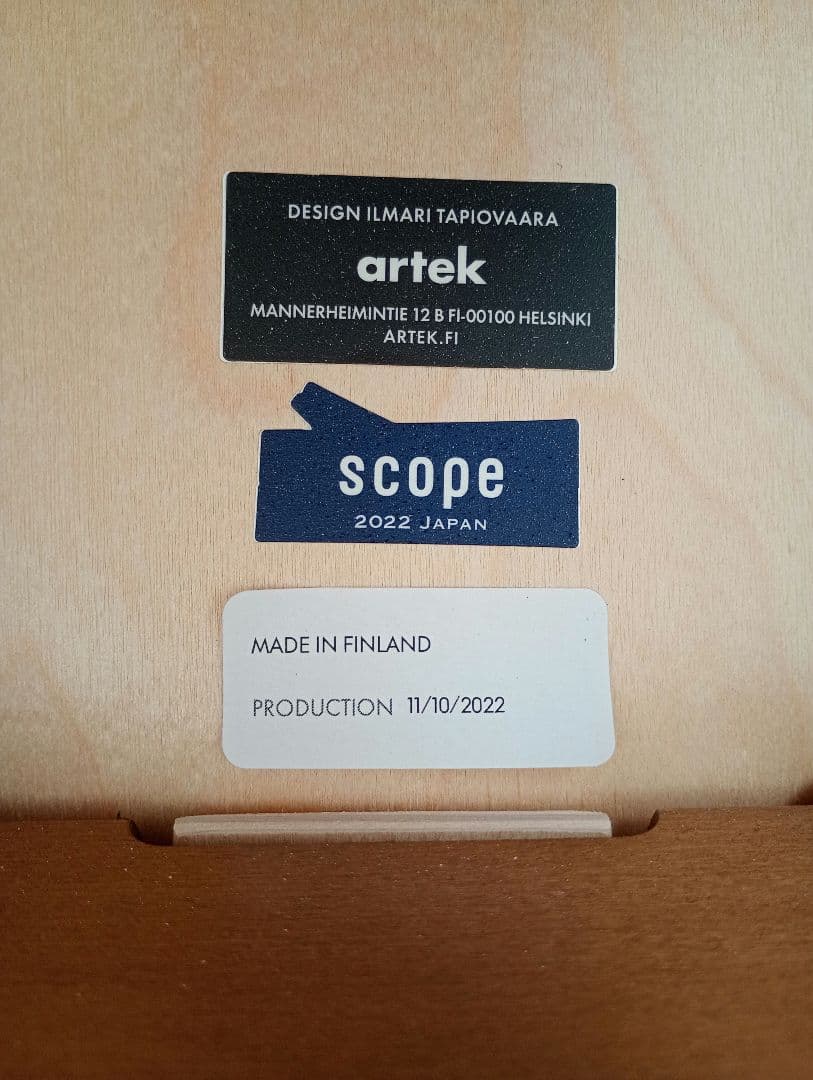 DESIGN ILMARI TAPIOVAARA
artek
MANNERHEIMINTIE 12 B FI-00100 HELSINKI
ARTEK.FI
scope
2022 JAPAN
MADE IN FINLAND
PRODUCTION 11/10/2022